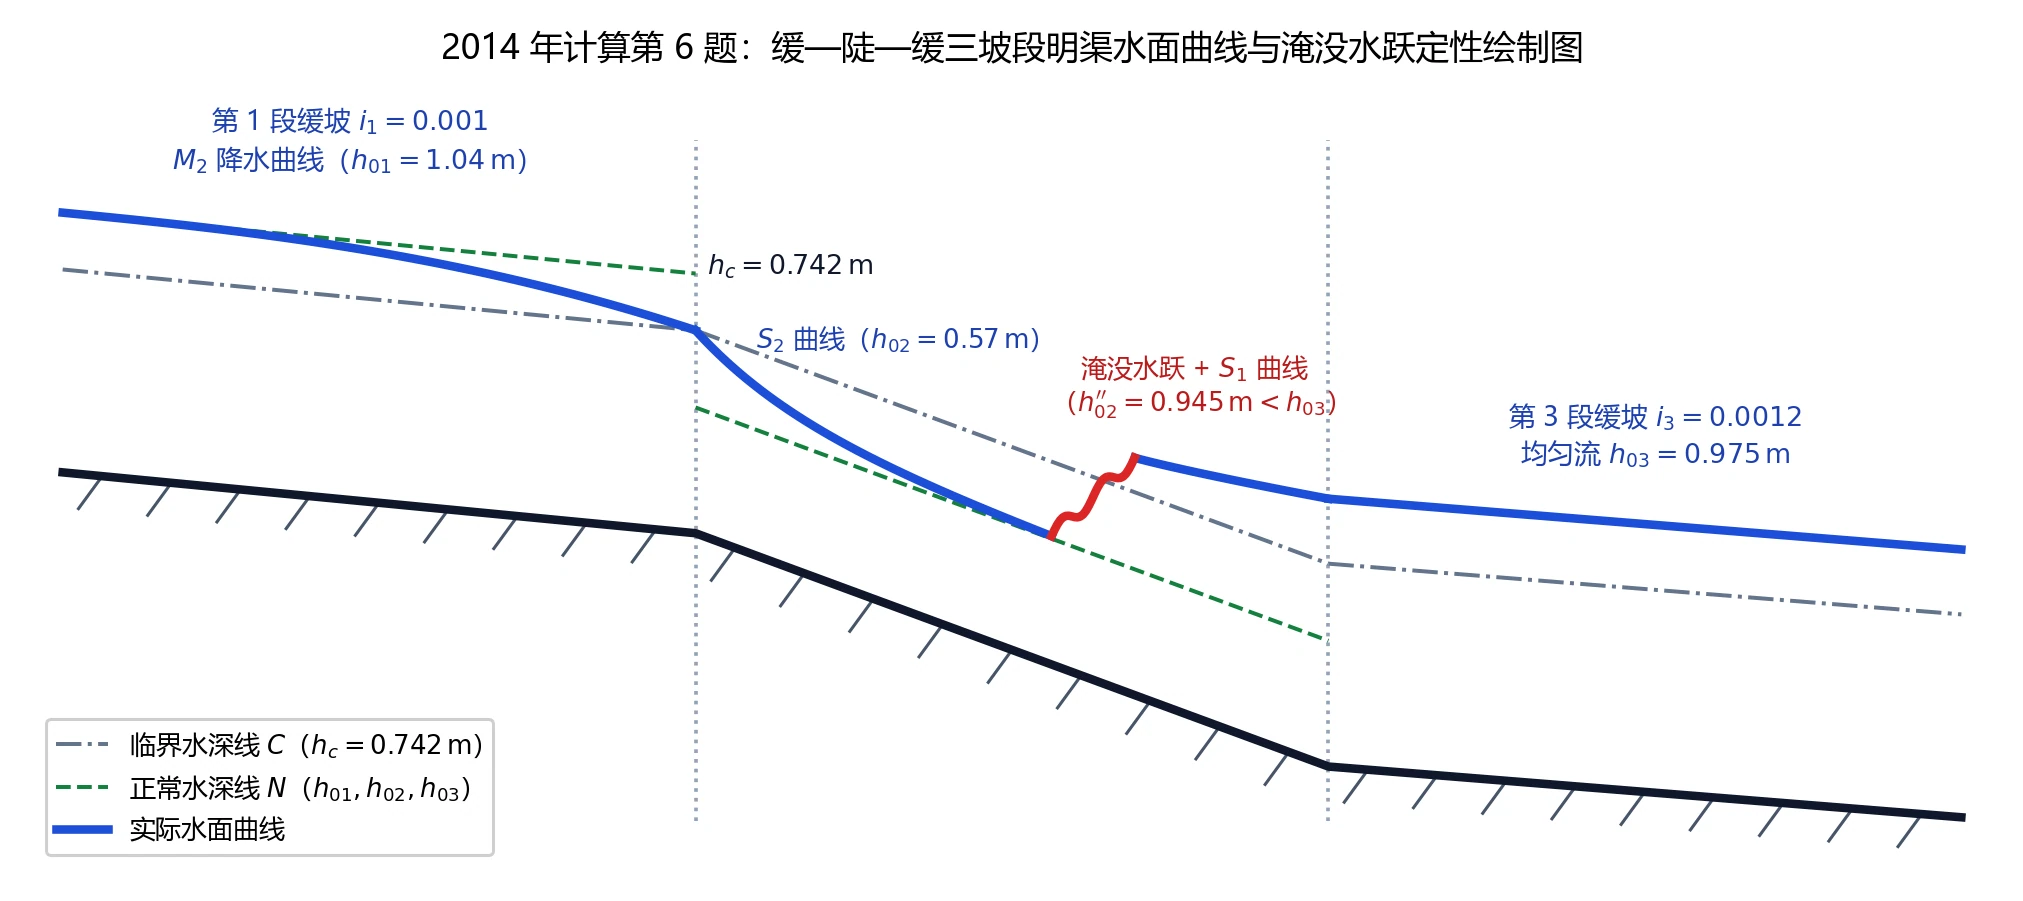 2014 年计算第 6 题：缓—陡—缓三坡段明渠水面曲线与淹没水跃定性绘制图
第 1 段缓坡 i₁ = 0.001
M₂ 降水曲线（h₀₁ = 1.04 m）
h_c = 0.742 m
S₂ 曲线（h₀₂ = 0.57 m）
淹没水跃 + S₁ 曲线
（h″₀₂ = 0.945 m < h₀₃）
第 3 段缓坡 i₃ = 0.0012
均匀流 h₀₃ = 0.975 m
临界水深线 C（h_c = 0.742 m）
正常水深线 N（h₀₁, h₀₂, h₀₃）
实际水面曲线